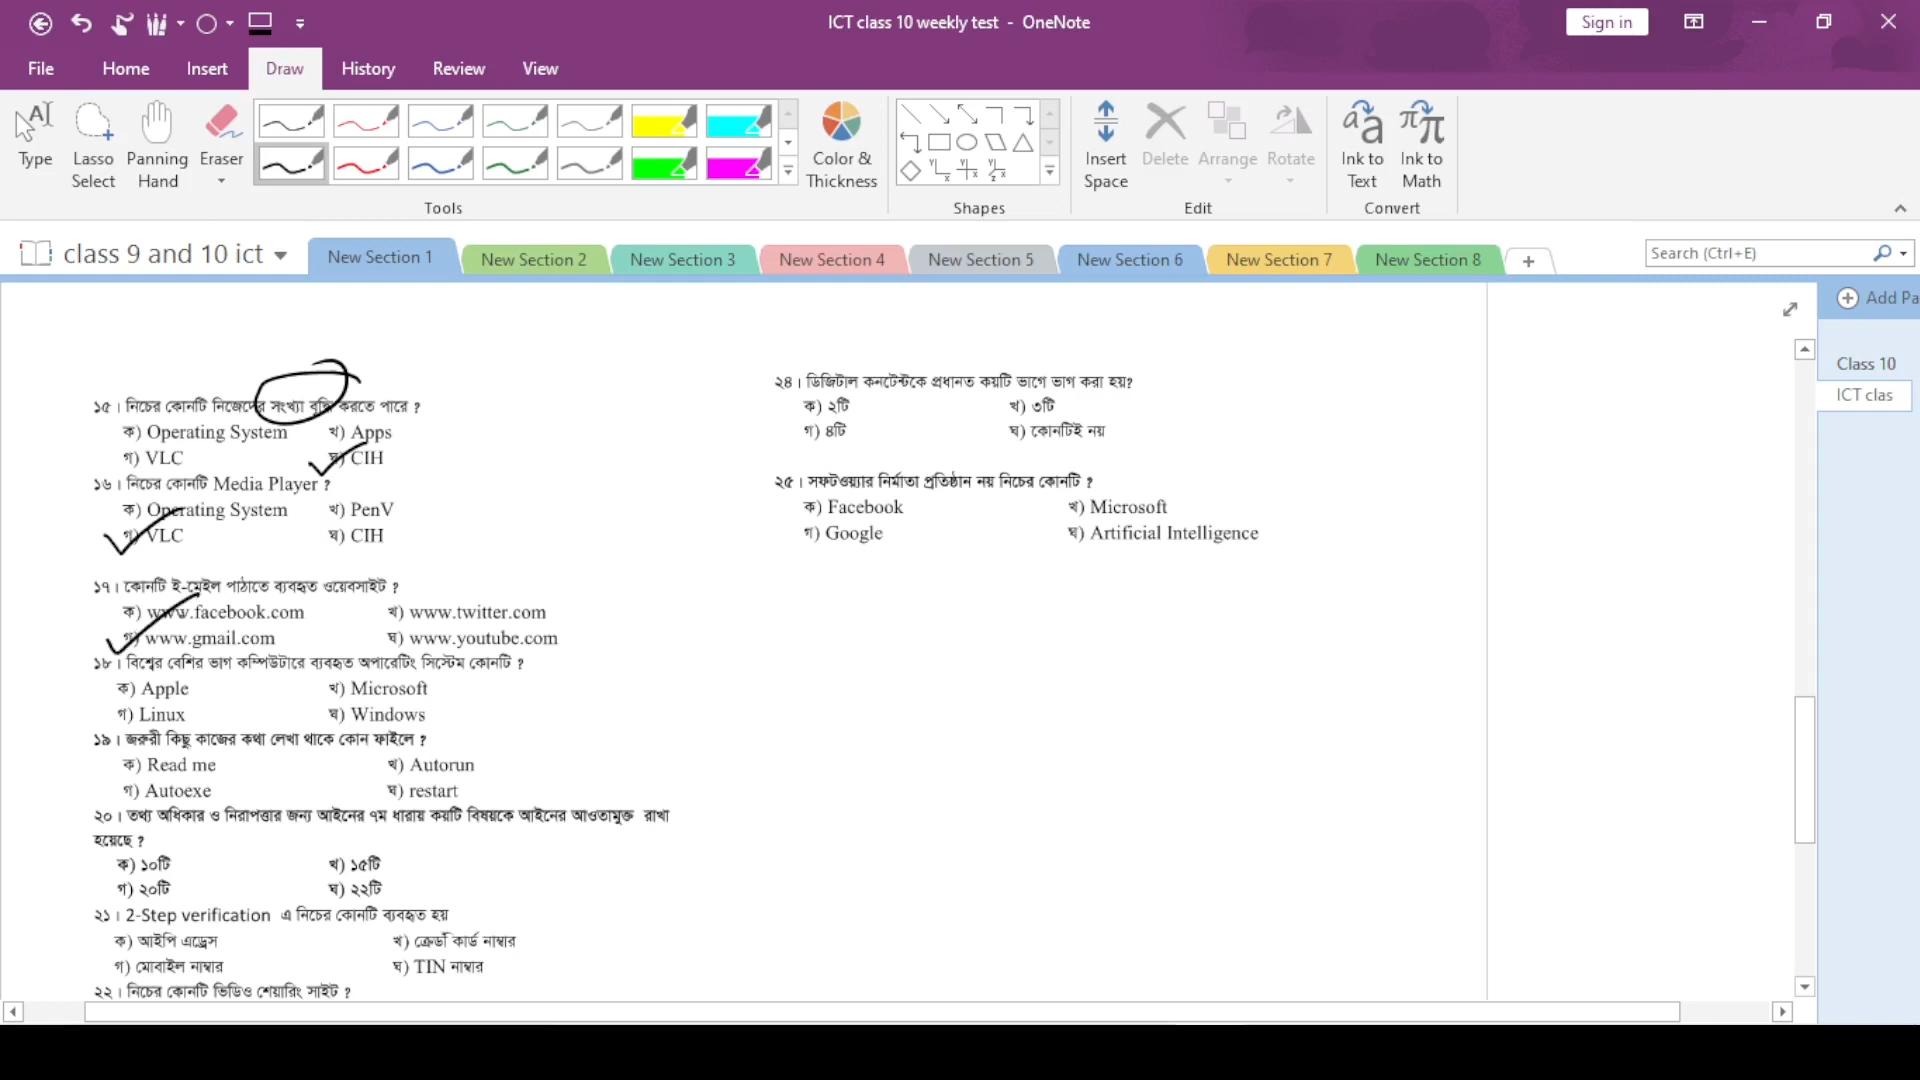 ICT class 10 weekly test - OneNote
Sign in
File Home Insert Draw History Review View
Type
Lasso Select
Panning Hand
Eraser
Color & Thickness
Insert Space
Delete
Arrange
Rotate
Ink to Text
Ink to Math
Tools
Shapes
Edit
Convert
class 9 and 10 ict
New Section 1 New Section 2 New Section 3 New Section 4 New Section 5 New Section 6 New Section 7 New Section 8
Search (Ctrl+E)
Add Pa
Class 10
ICT clas
১৫। নিচের কোনটি নিজেদের সংখ্যা বৃদ্ধি করতে পারে ?
ক) Operating System খ) Apps
গ) VLC ঘ) CIH
১৬। নিচের কোনটি Media Player ?
ক) Operating System খ) PenV
গ) VLC ঘ) CIH
১৭। কোনটি ই-মেইল পাঠাতে ব্যবহৃত ওয়েবসাইট ?
ক) www.facebook.com খ) www.twitter.com
গ) www.gmail.com ঘ) www.youtube.com
১৮। বিশ্বের বেশির ভাগ কম্পিউটারে ব্যবহৃত অপারেটিং সিস্টেম কোনটি ?
ক) Apple খ) Microsoft
গ) Linux ঘ) Windows
১৯। জরুরী কিছু কাজের কথা লেখা থাকে কোন ফাইলে ?
ক) Read me খ) Autorun
গ) Autoexe ঘ) restart
২০। তথ্য অধিকার ও নিরাপত্তার জন্য আইনের ৭ম ধারায় কয়টি বিষয়কে আইনের আওতামুক্ত রাখা
হয়েছে ?
ক) ১০টি খ) ১৫টি
গ) ২০টি ঘ) ২২টি
২১। 2-Step verification এ নিচের কোনটি ব্যবহৃত হয়
ক) আইপি এড্রেস খ) ক্রেডিট কার্ড নাম্বার
গ) মোবাইল নাম্বার ঘ) TIN নাম্বার
২২। নিচের কোনটি ভিডিও শেয়ারিং সাইট ?
২৪। ডিজিটাল কনটেন্টকে প্রধানত কয়টি ভাগে ভাগ করা হয়?
ক) ২টি খ) ৩টি
গ) ৪টি ঘ) কোনটিই নয়
২৫। সফটওয়্যার নির্মাতা প্রতিষ্ঠান নয় নিচের কোনটি ?
ক) Facebook খ) Microsoft
গ) Google ঘ) Artificial Intelligence